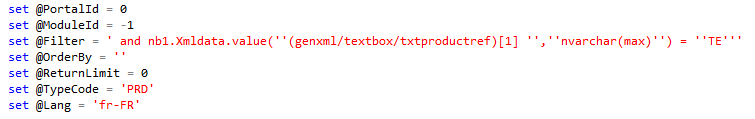 set @PortalId = 0
set @ModuleId = -1
set @Filter = ' and nb1.Xmldata.value(''(genxml/textbox/txtproductref)[1] '',''nvarchar(max)'') = ''TE'''
set @OrderBy = ''
set @ReturnLimit = 0
set @TypeCode = 'PRD'
set @Lang = 'fr-FR'